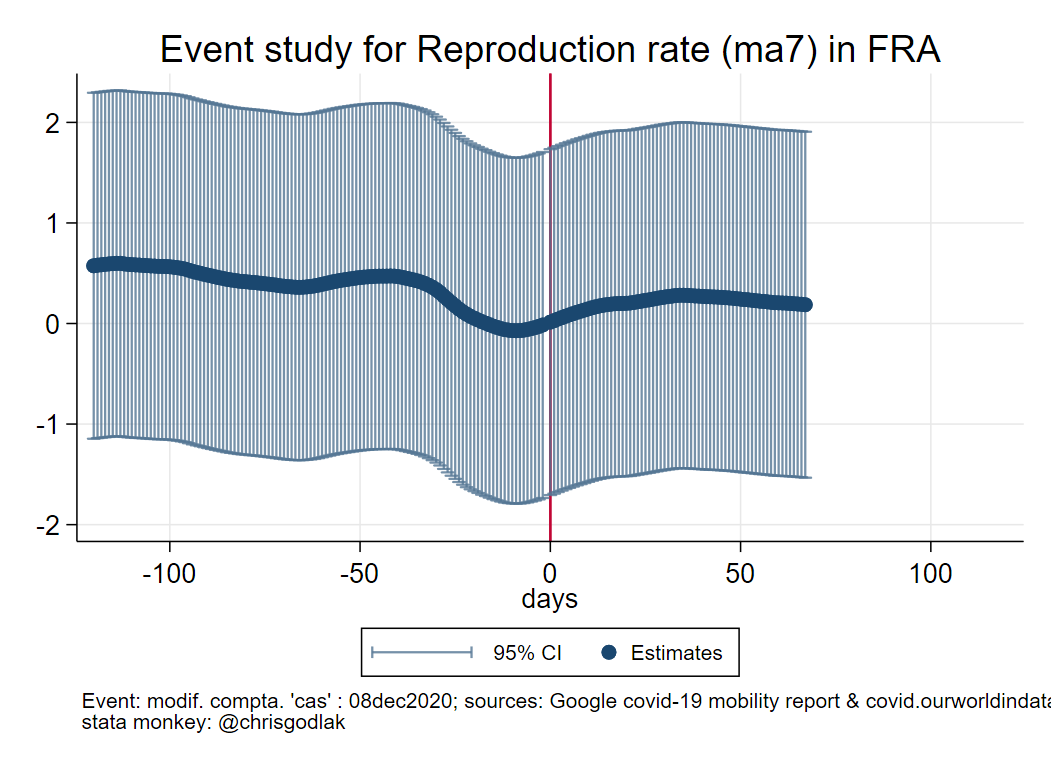 Event study for Reproduction rate (ma7) in FRA
2
1
0
-1
-2
-100 -50 0 50 100
days
95% CI Estimates
Event: modif. compta. 'cas' : 08dec2020; sources: Google covid-19 mobility report & covid.ourworldindata
stata monkey: @chrisgodlak